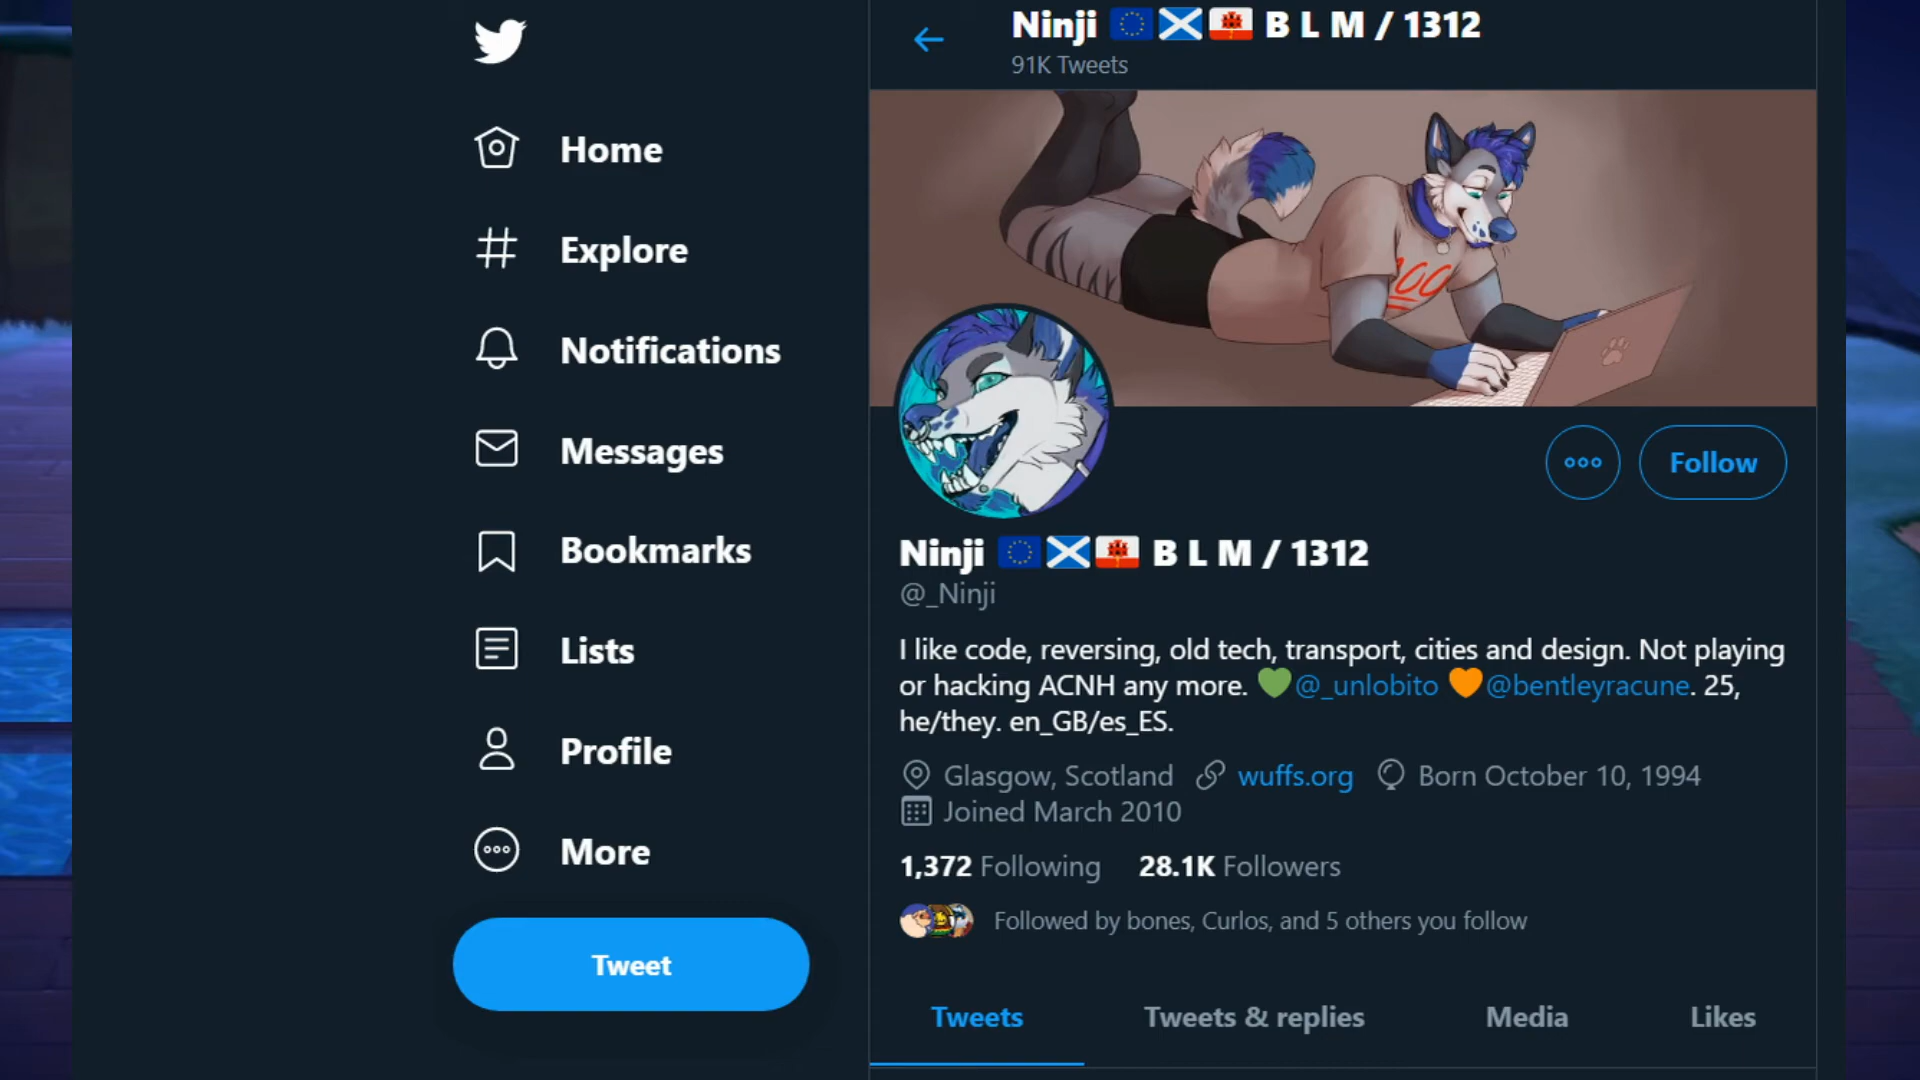 Home
Explore
Notifications
Messages
Bookmarks
Lists
Profile
More
Tweet
Ninji 🇪🇺🏴󠁧󠁢󠁳󠁣󠁴󠁿🇬🇮 B L M / 1312
91K Tweets
100
Follow
Ninji 🇪🇺🏴󠁧󠁢󠁳󠁣󠁴󠁿🇬🇮 B L M / 1312
@_Ninji
I like code, reversing, old tech, transport, cities and design. Not playing
or hacking ACNH any more. 💚@_unlobito 🧡@bentleyracune. 25,
he/they. en_GB/es_ES.
Glasgow, Scotland wuffs.org Born October 10, 1994
Joined March 2010
1,372 Following 28.1K Followers
Followed by bones, Curlos, and 5 others you follow
Tweets Tweets & replies Media Likes